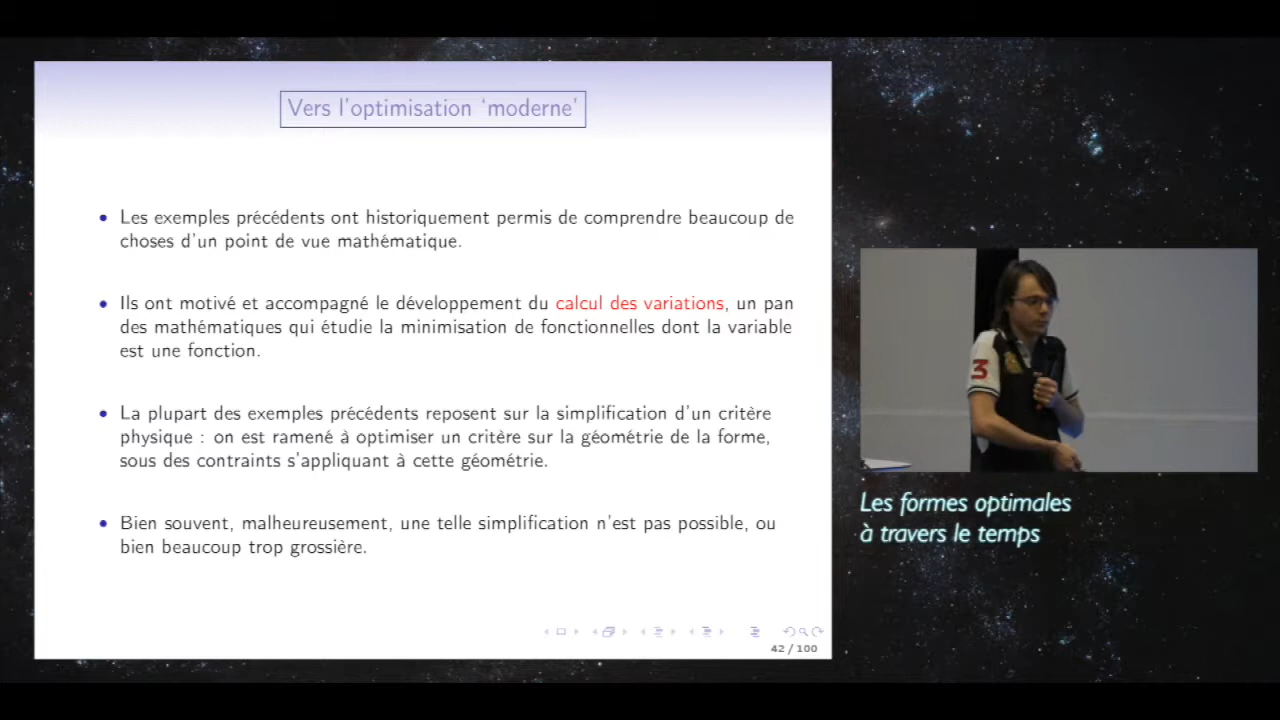 Vers l'optimisation ‘moderne’
• Les exemples précédents ont historiquement permis de comprendre beaucoup de
choses d'un point de vue mathématique.
• Ils ont motivé et accompagné le développement du calcul des variations, un pan
des mathématiques qui étudie la minimisation de fonctionnelles dont la variable
est une fonction.
• La plupart des exemples précédents reposent sur la simplification d'un critère
physique : on est ramené à optimiser un critère sur la géométrie de la forme,
sous des contraints s'appliquant à cette géométrie.
• Bien souvent, malheureusement, une telle simplification n'est pas possible, ou
bien beaucoup trop grossière.
42 / 100
3
Les formes optimales
à travers le temps